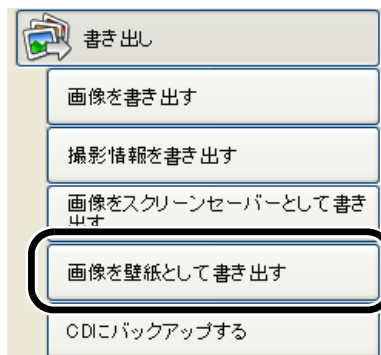 書き出し
画像を書き出す
撮影情報を書き出す
画像をスクリーンセーバーとして書き
出す
画像を壁紙として書き出す
CDにバックアップする